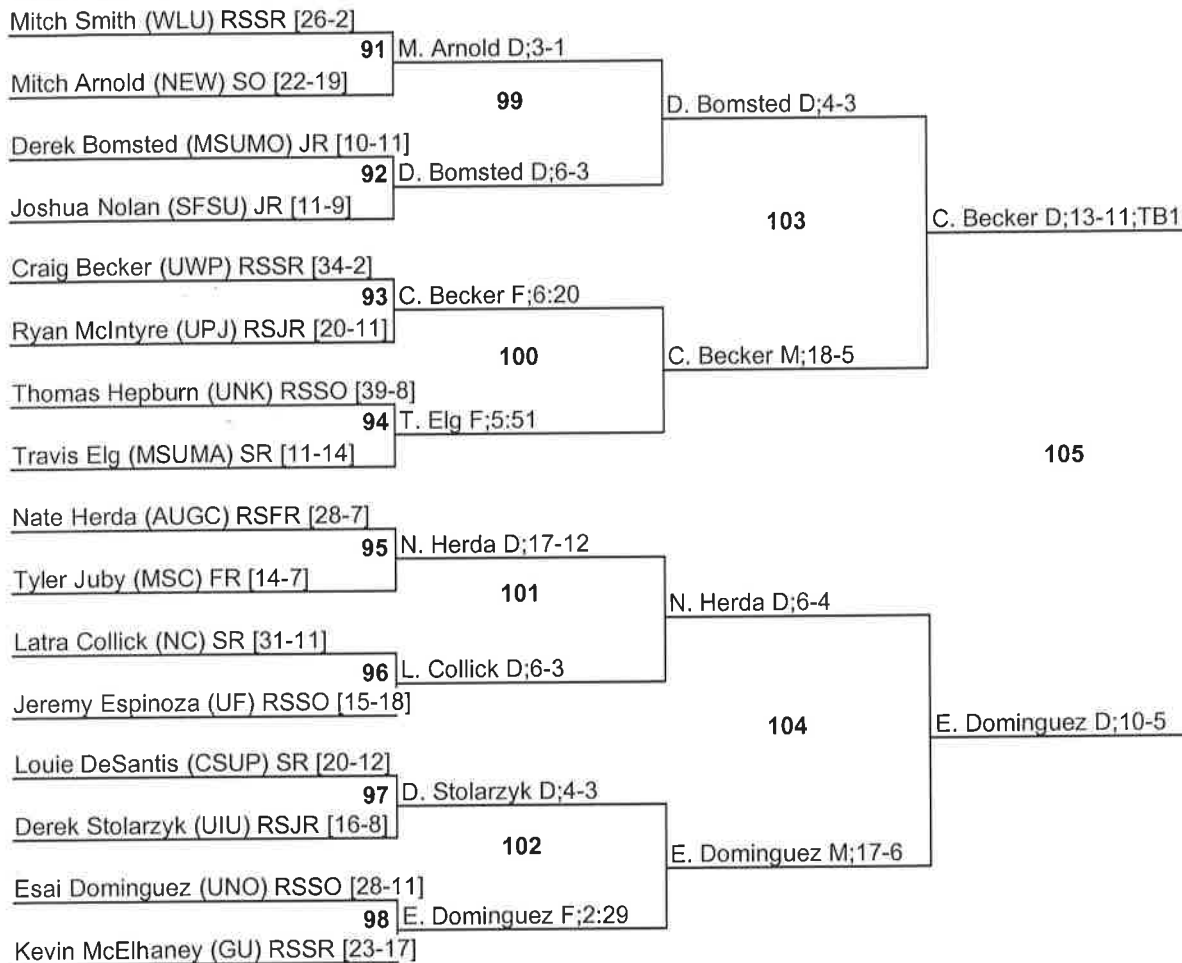 Mitch Smith (WLU) RSSR [26-2]
91 M. Arnold D;3-1
Mitch Arnold (NEW) SO [22-19]
99
D. Bomsted D;4-3
Derek Bomsted (MSUMO) JR [10-11]
92 D. Bomsted D;6-3
Joshua Nolan (SFSU) JR [11-9]
103
C. Becker D;13-11;TB1
Craig Becker (UWP) RSSR [34-2]
93 C. Becker F;6:20
Ryan McIntyre (UPJ) RSJR [20-11]
100
C. Becker M;18-5
Thomas Hepburn (UNK) RSSO [39-8]
94 T. Elg F;5:51
Travis Elg (MSUMA) SR [11-14]
105
Nate Herda (AUGC) RSFR [28-7]
95 N. Herda D;17-12
Tyler Juby (MSC) FR [14-7]
101
N. Herda D;6-4
Latra Collick (NC) SR [31-11]
96 L. Collick D;6-3
Jeremy Espinoza (UF) RSSO [15-18]
104
E. Dominguez D;10-5
Louie DeSantis (CSUP) SR [20-12]
97 D. Stolarzyk D;4-3
Derek Stolarzyk (UIU) RSJR [16-8]
102
E. Dominguez M;17-6
Esai Dominguez (UNO) RSSO [28-11]
98 E. Dominguez F;2:29
Kevin McElhaney (GU) RSSR [23-17]